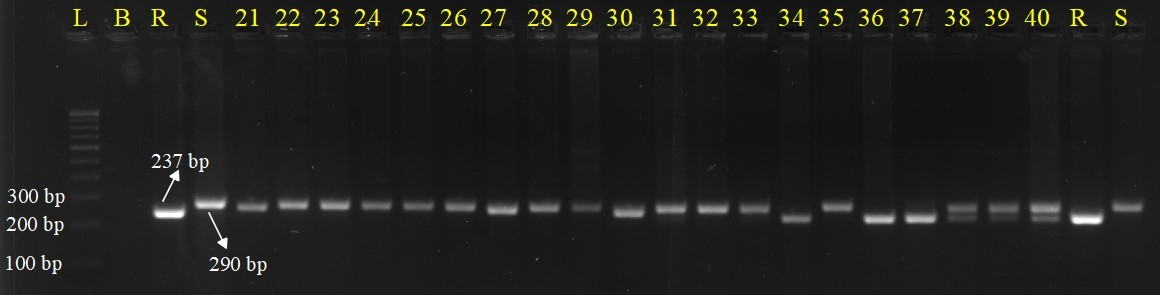 L B R S 21 22 23 24 25 26 27 28 29 30 31 32 33 34 35 36 37 38 39 40 R S
237 bp
300 bp
200 bp
100 bp
290 bp